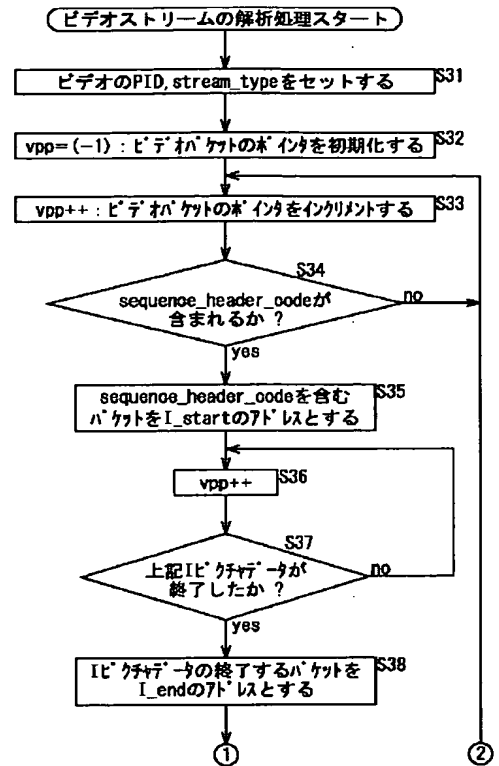 ビデオストリームの解析処理スタート
S31
ビデオのPID,stream_typeをセットする
S32
vpp=(-1):ビデオパケットのポインタを初期化する
S33
vpp++:ビデオパケットのポインタをインクリメントする
S34
sequence_header_codeが
含まれるか?
no
yes
S35
sequence_header_codeを含む
パケットをI_startのアドレスとする
S36
vpp++
S37
上記Iピクチャデータが
終了したか?
no
yes
S38
Iピクチャデータの終了するパケットを
I_endのアドレスとする
①
②